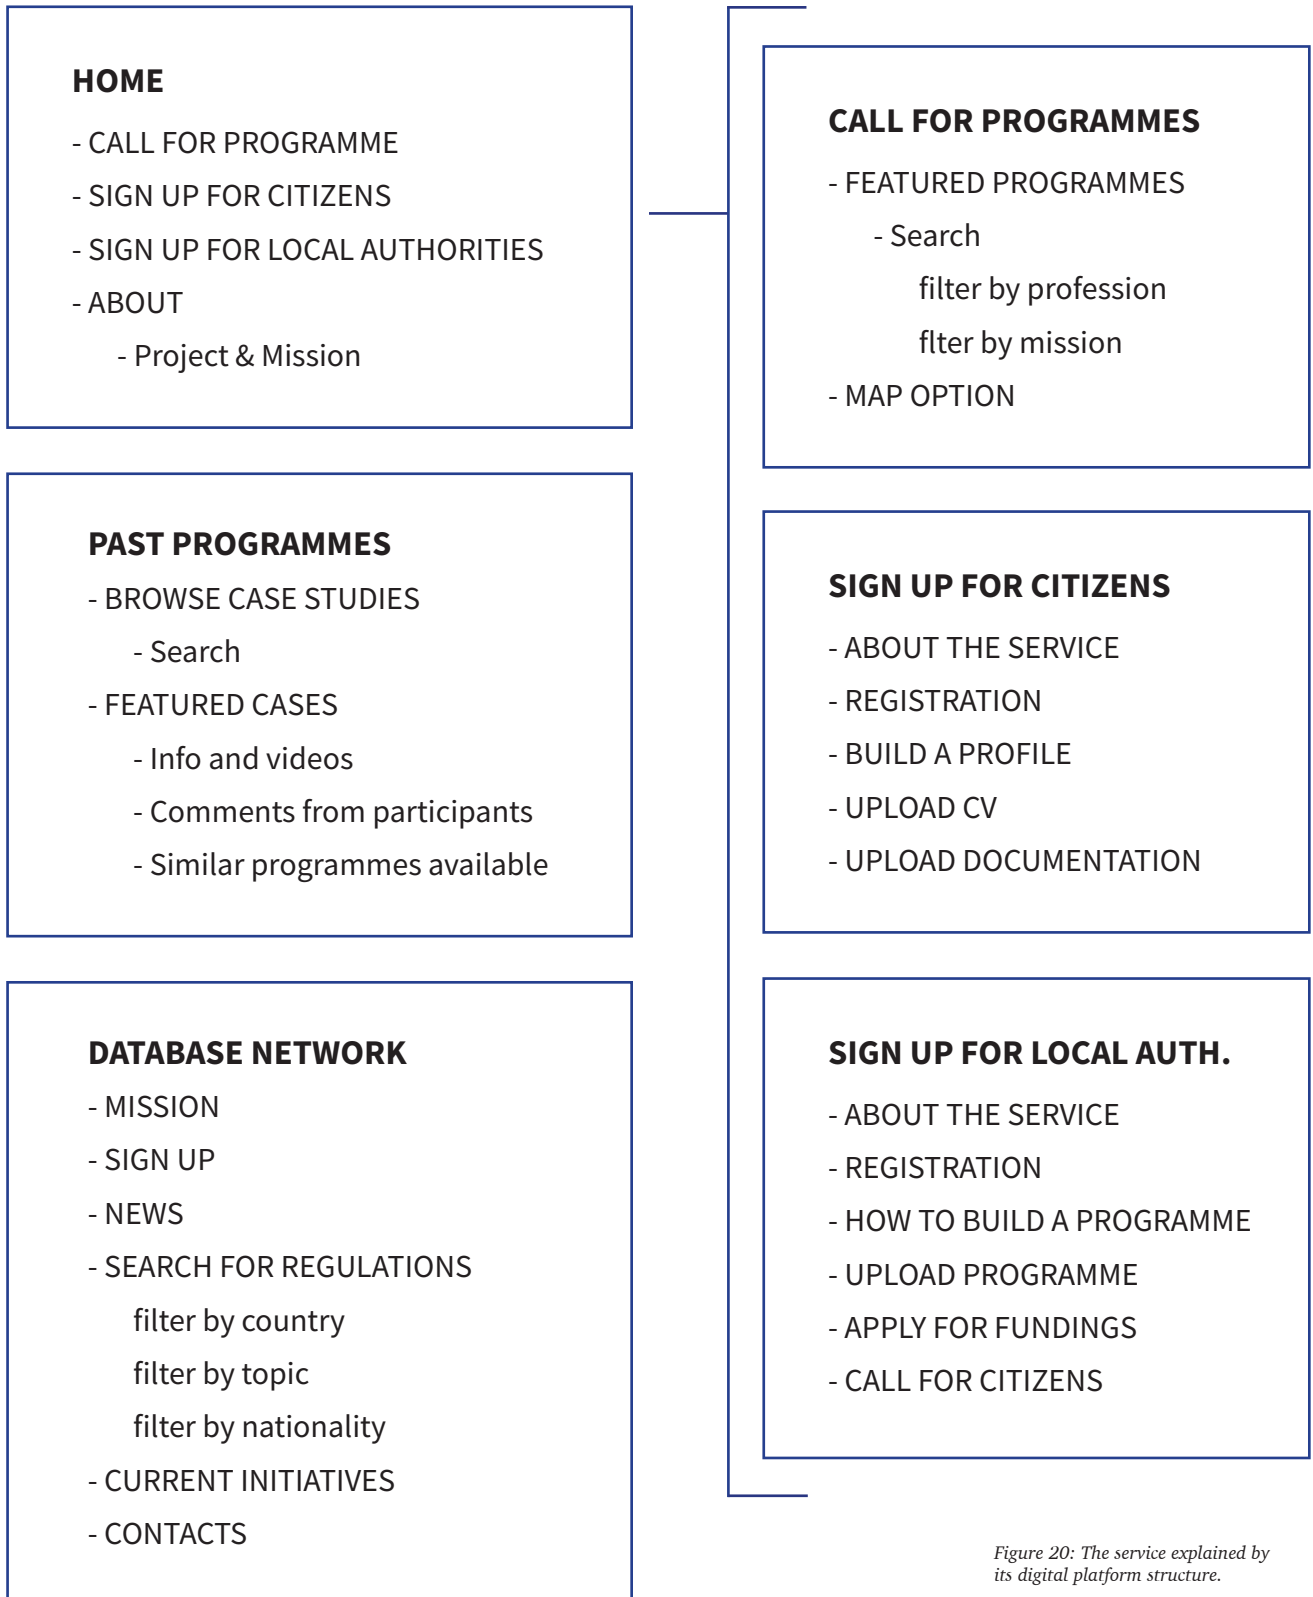 HOME
- CALL FOR PROGRAMME
- SIGN UP FOR CITIZENS
- SIGN UP FOR LOCAL AUTHORITIES
- ABOUT
- Project & Mission
PAST PROGRAMMES
- BROWSE CASE STUDIES
- Search
- FEATURED CASES
- Info and videos
- Comments from participants
- Similar programmes available
DATABASE NETWORK
- MISSION
- SIGN UP
- NEWS
- SEARCH FOR REGULATIONS
filter by country
filter by topic
filter by nationality
- CURRENT INITIATIVES
- CONTACTS
CALL FOR PROGRAMMES
- FEATURED PROGRAMMES
- Search
filter by profession
flter by mission
- MAP OPTION
SIGN UP FOR CITIZENS
- ABOUT THE SERVICE
- REGISTRATION
- BUILD A PROFILE
- UPLOAD CV
- UPLOAD DOCUMENTATION
SIGN UP FOR LOCAL AUTH.
- ABOUT THE SERVICE
- REGISTRATION
- HOW TO BUILD A PROGRAMME
- UPLOAD PROGRAMME
- APPLY FOR FUNDINGS
- CALL FOR CITIZENS
Figure 20: The service explained by
its digital platform structure.